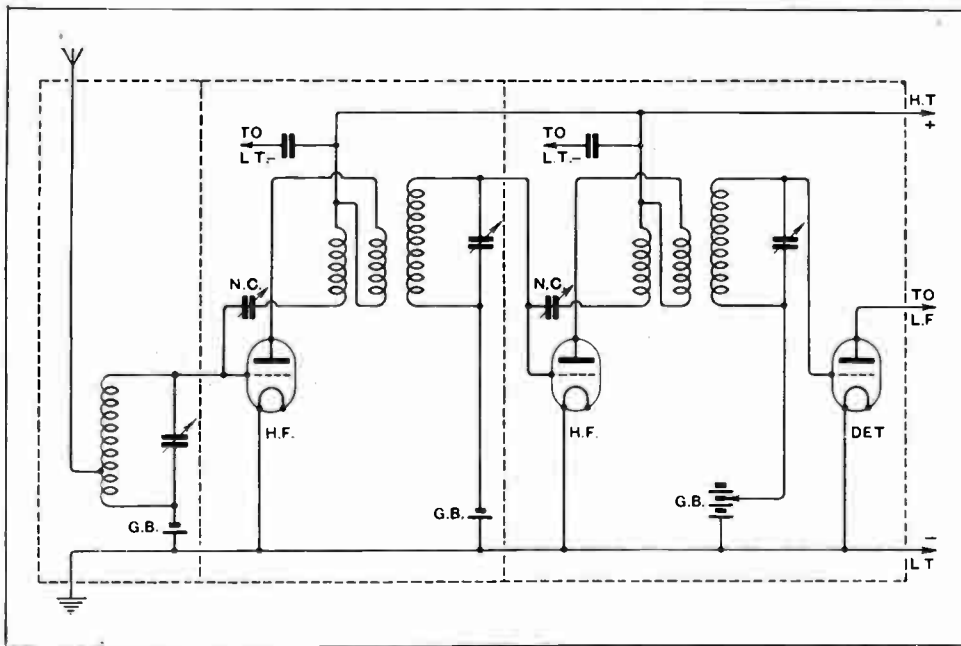 H.T
+
TO
L.T.-
TO
L.T.-
N.C.
N.C.
TO
L.F
H.F.
H.F.
DET
G.B.
G.B.
G.B.
-
L T